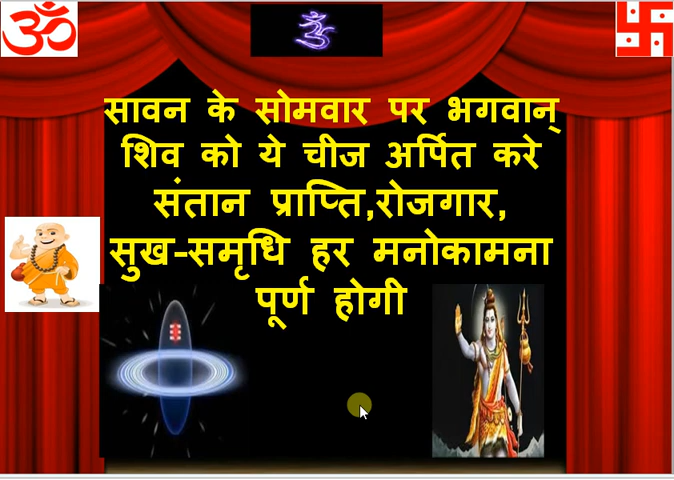 ॐ
सावन के सोमवार पर भगवान्
शिव को ये चीज अर्पित करे
संतान प्राप्ति,रोजगार,
सुख-समृधि हर मनोकामना
पूर्ण होगी